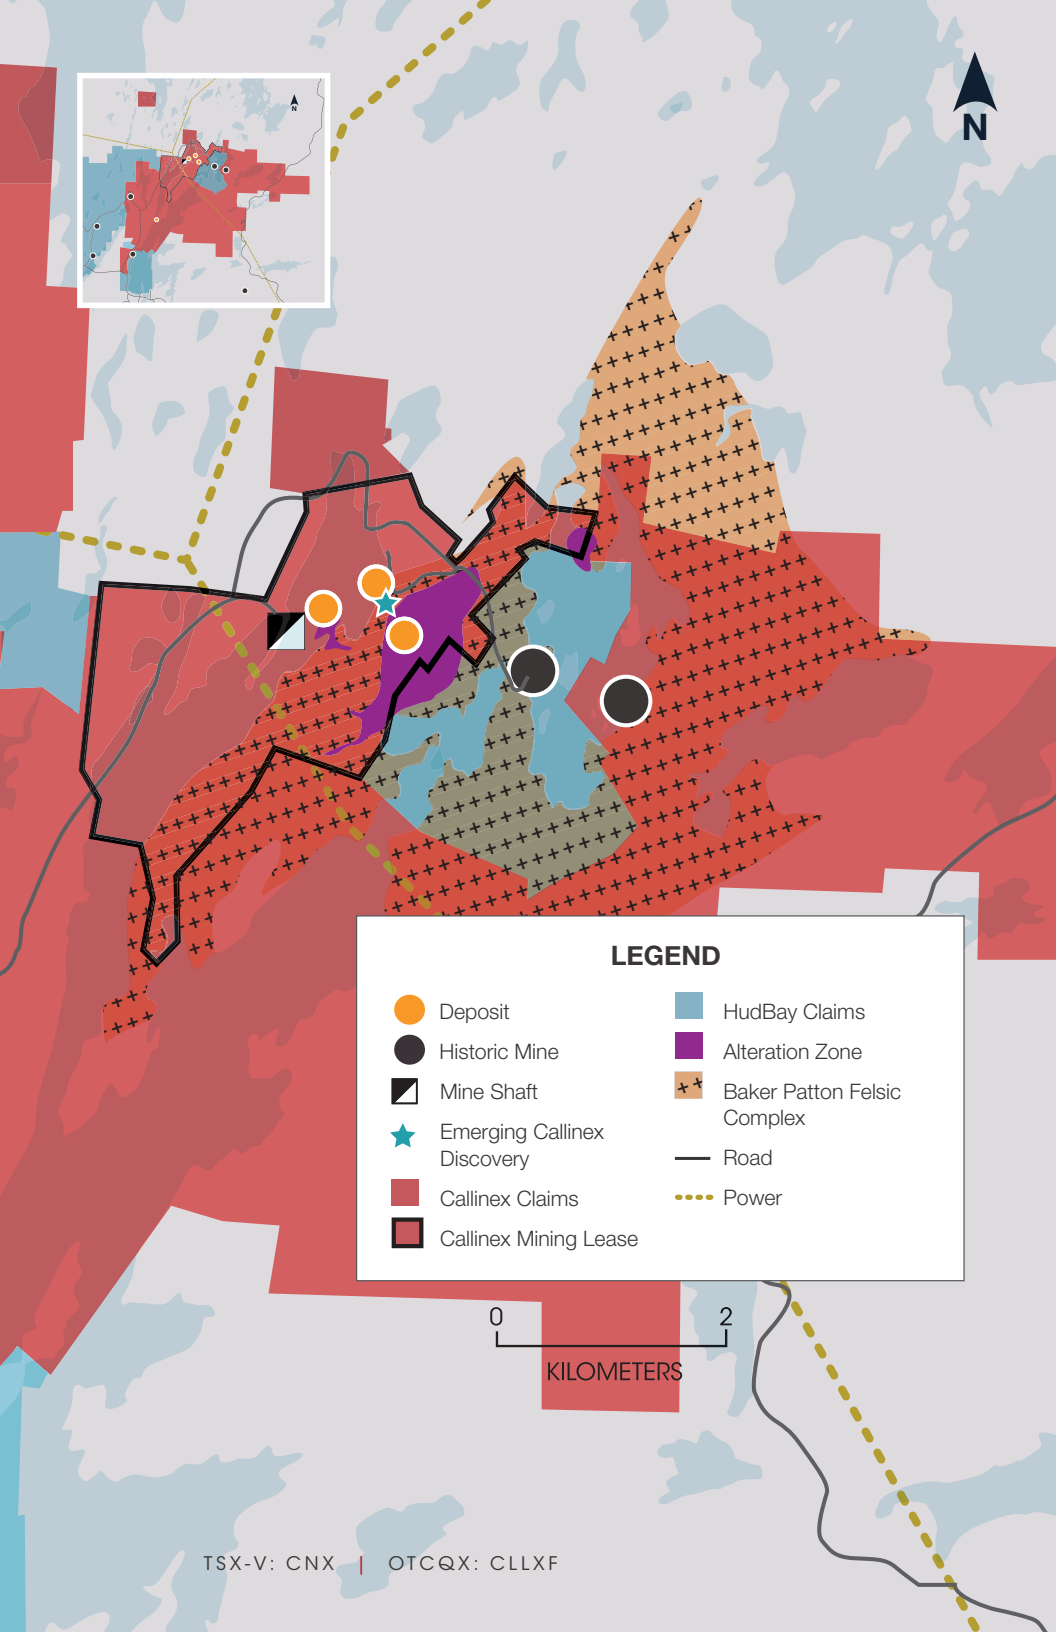 N
N
LEGEND
Deposit
Historic Mine
Mine Shaft
Emerging Callinex
Discovery
Callinex Claims
Callinex Mining Lease
HudBay Claims
Alteration Zone
Baker Patton Felsic
Complex
Road
Power
0 2
KILOMETERS
TSX-V: CNX | OTCQX: CLLXF